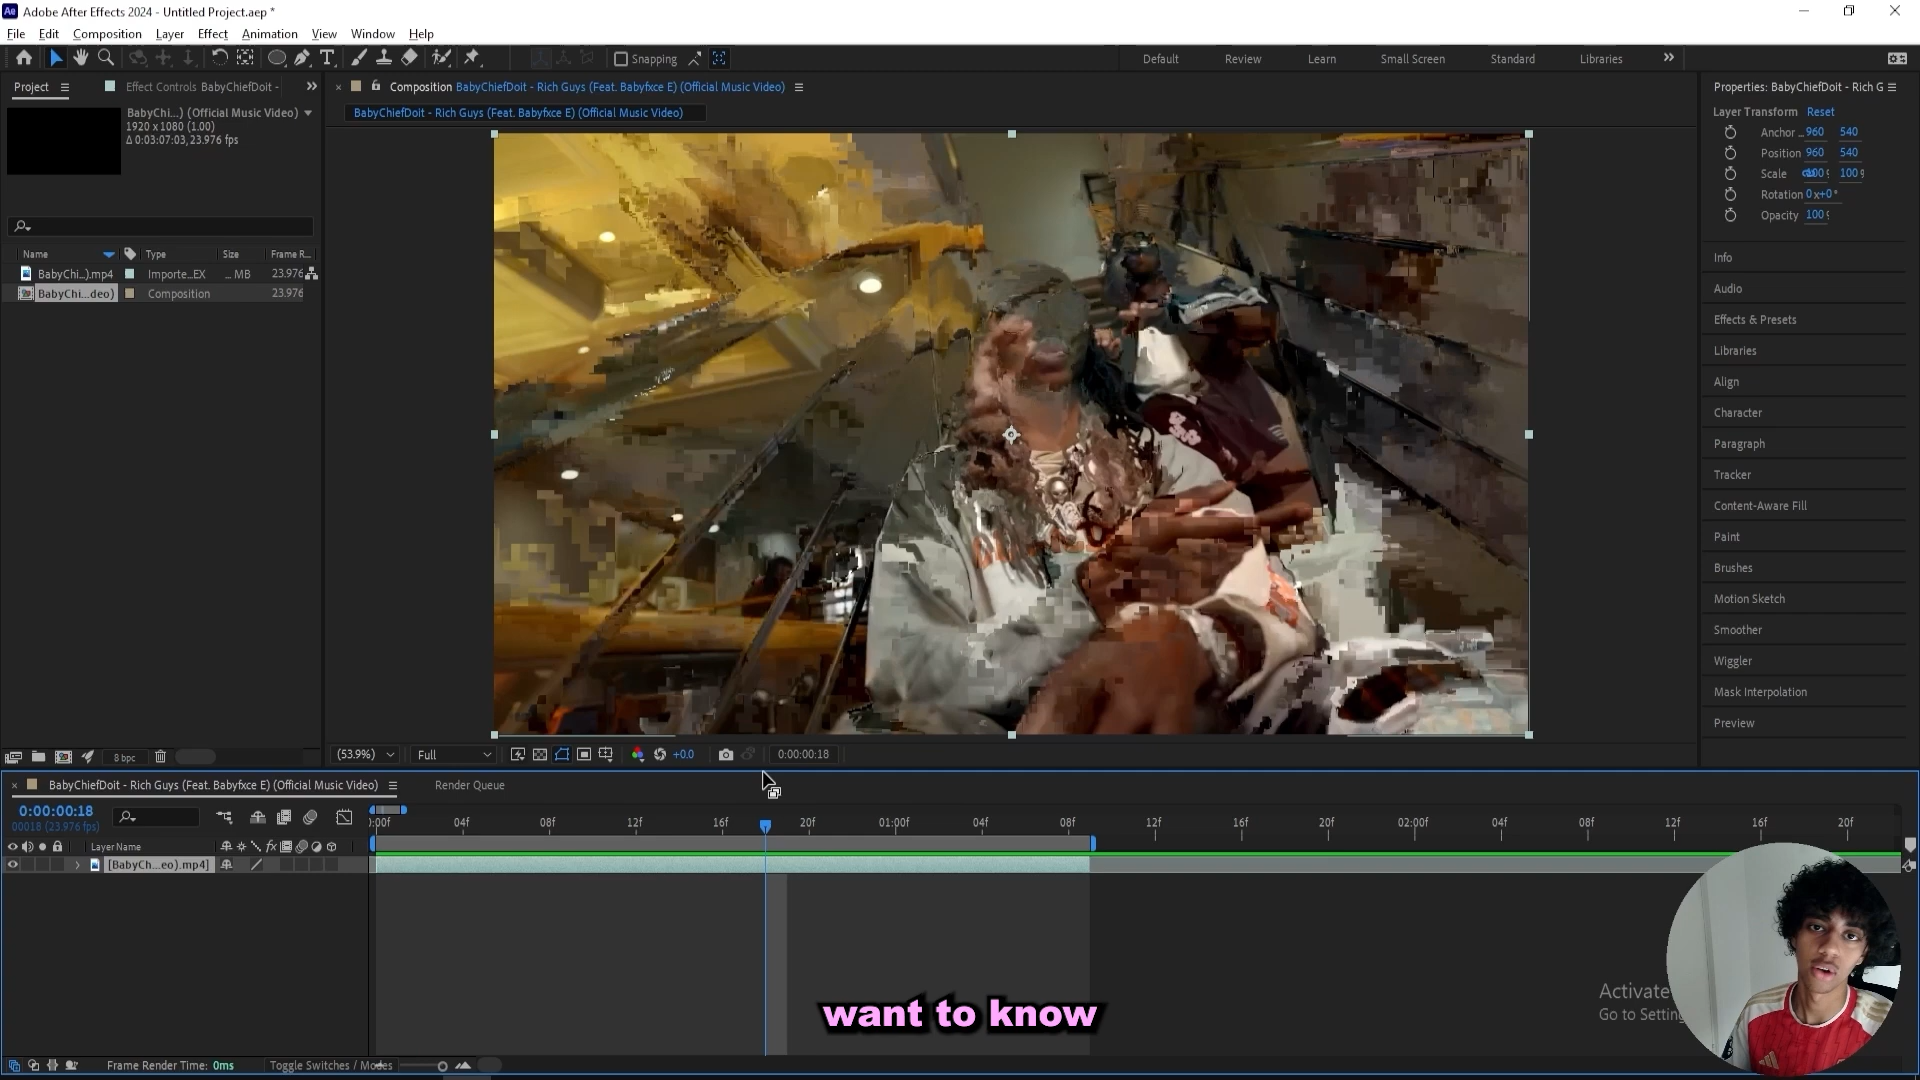 Adobe After Effects 2024 - Untitled Project.aep *
File Edit Composition Layer Effect Animation View Window Help
Snapping
Default Review Learn Small Screen Standard Libraries
Project Effect Controls BabyChiefDoit -
Composition BabyChiefDoit - Rich Guys (Feat. Babyfxce E) (Official Music Video)
BabyChiefDoit - Rich Guys (Feat. Babyfxce E) (Official Music Video)
BabyChi...) (Official Music Video)
1920 x 1080 (1.00)
Δ 0:03:07:03, 23.976 fps
Name Type Size Frame R...
BabyChi...).mp4 Importe...EX ... MB 23.976
BabyChi...deo) Composition 23.976
8 bpc
(53.9%) Full +0.0 0:00:00:18
Properties: BabyChiefDoit - Rich G
Layer Transform Reset
Anchor ... 960 540
Position 960 540
Scale 100 100
Rotation 0x+0°
Opacity 100
Info
Audio
Effects & Presets
Libraries
Align
Character
Paragraph
Tracker
Content-Aware Fill
Paint
Brushes
Motion Sketch
Smoother
Wiggler
Mask Interpolation
Preview
BabyChiefDoit - Rich Guys (Feat. Babyfxce E) (Official Music Video) Render Queue
0:00:00:18
00018 (23.976 fps)
):00f 04f 08f 12f 16f 20f 01:00f 04f 08f 12f 16f 20f 02:00f 04f 08f 12f 16f 20f
Layer Name
[BabyCh...eo).mp4]
want to know
Activate
Go to Setting
Frame Render Time: 0ms Toggle Switches / Modes